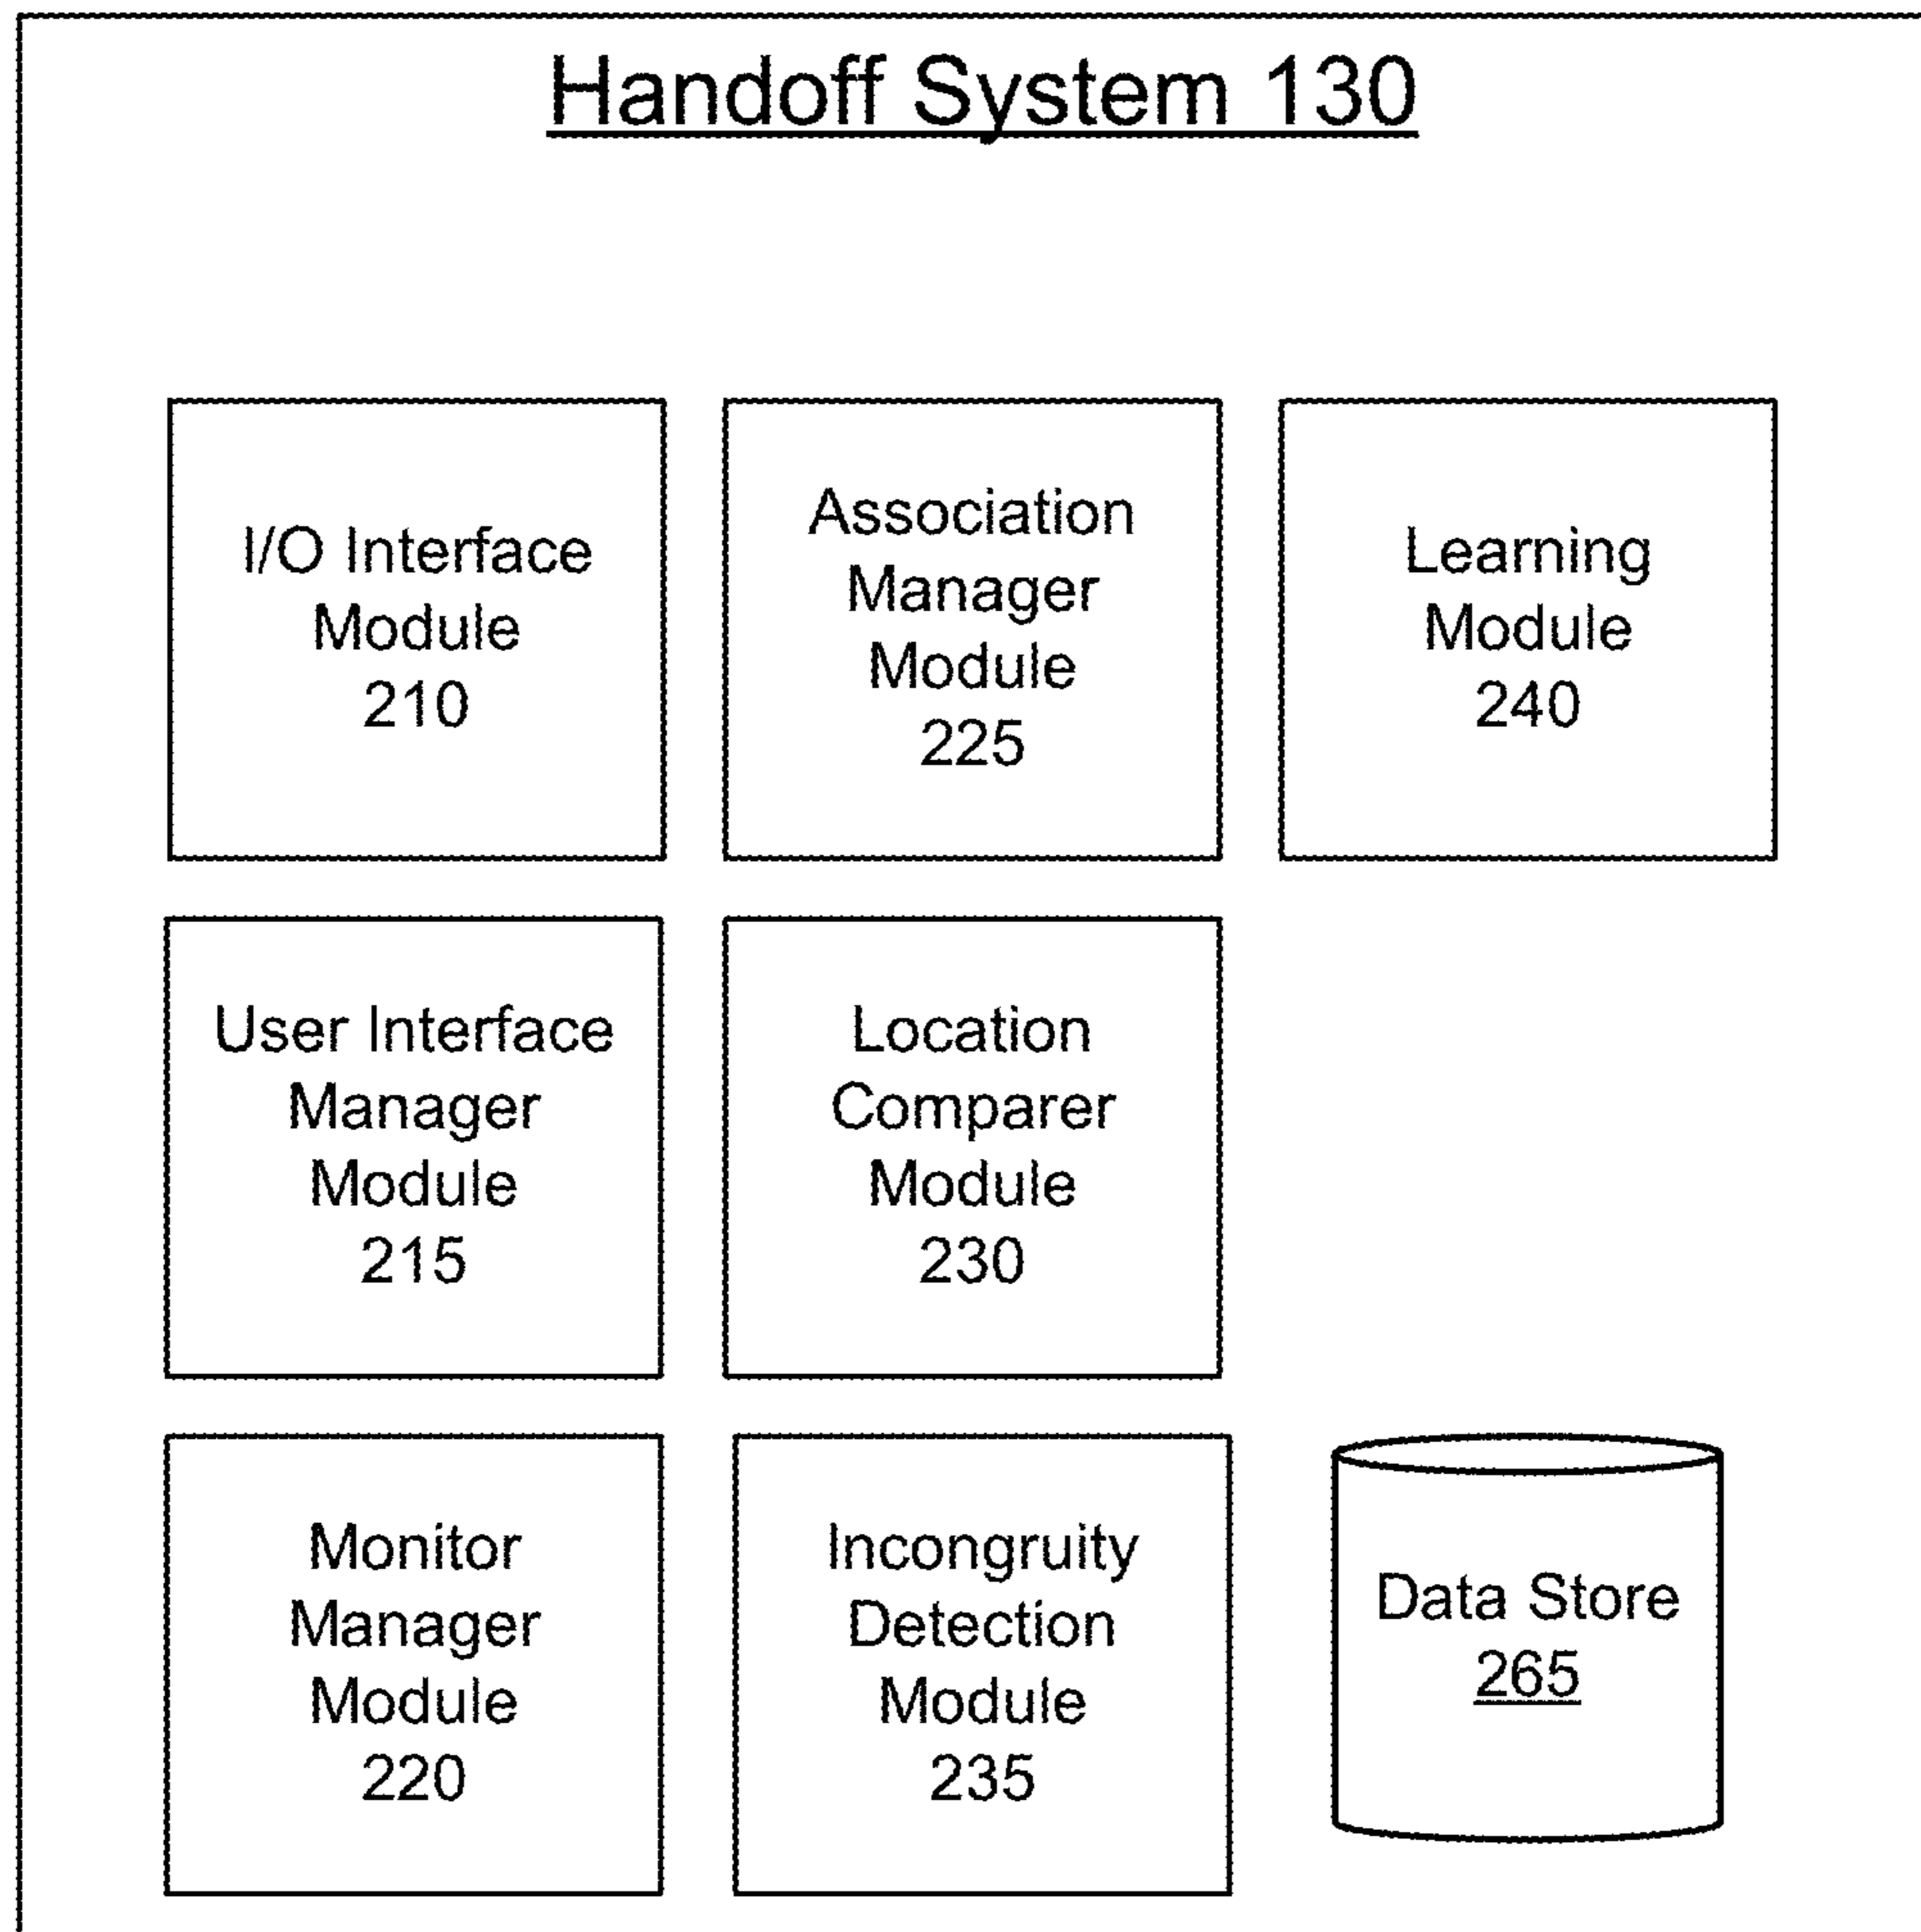 Handoff System 130
I/O Interface
Module
210
Association
Manager
Module
225
Learning
Module
240
User Interface
Manager
Module
215
Location
Comparer
Module
230
Monitor
Manager
Module
220
Incongruity
Detection
Module
235
Data Store
265